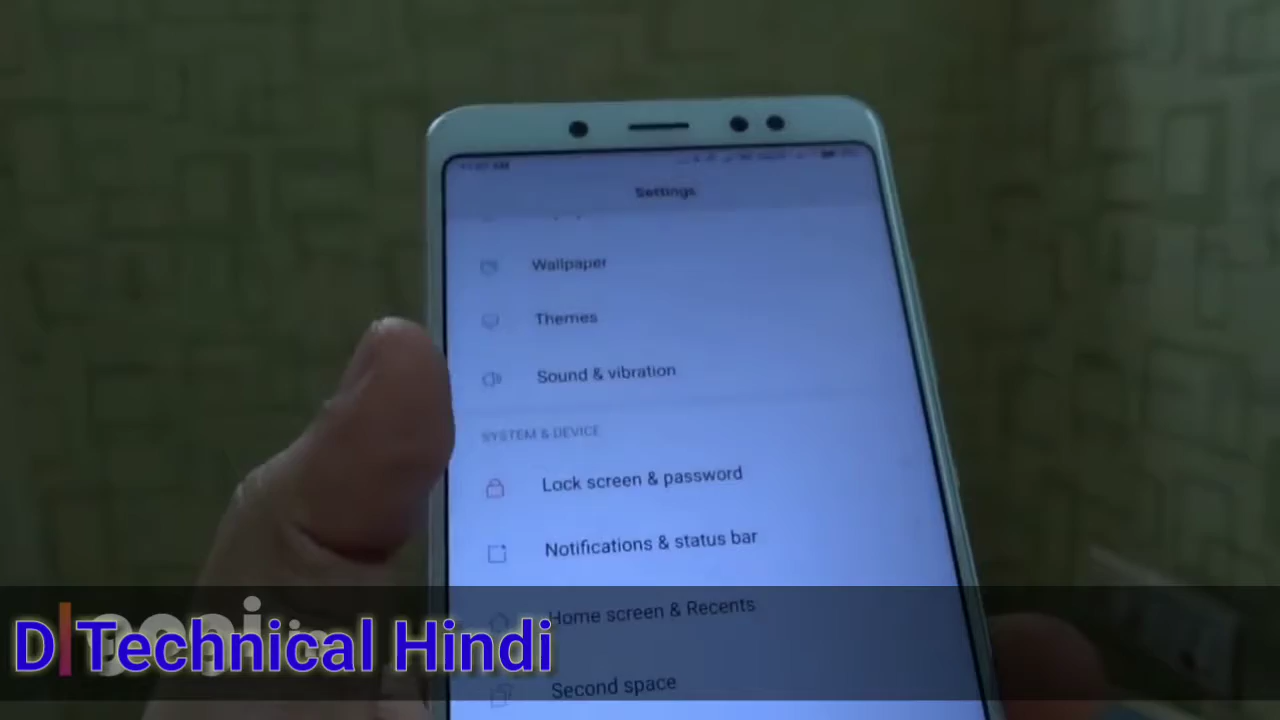 Settings
Wallpaper
Themes
Sound & vibration
SYSTEM & DEVICE
Lock screen & password
Notifications & status bar
Home screen & Recents
D Technical Hindi
Second space